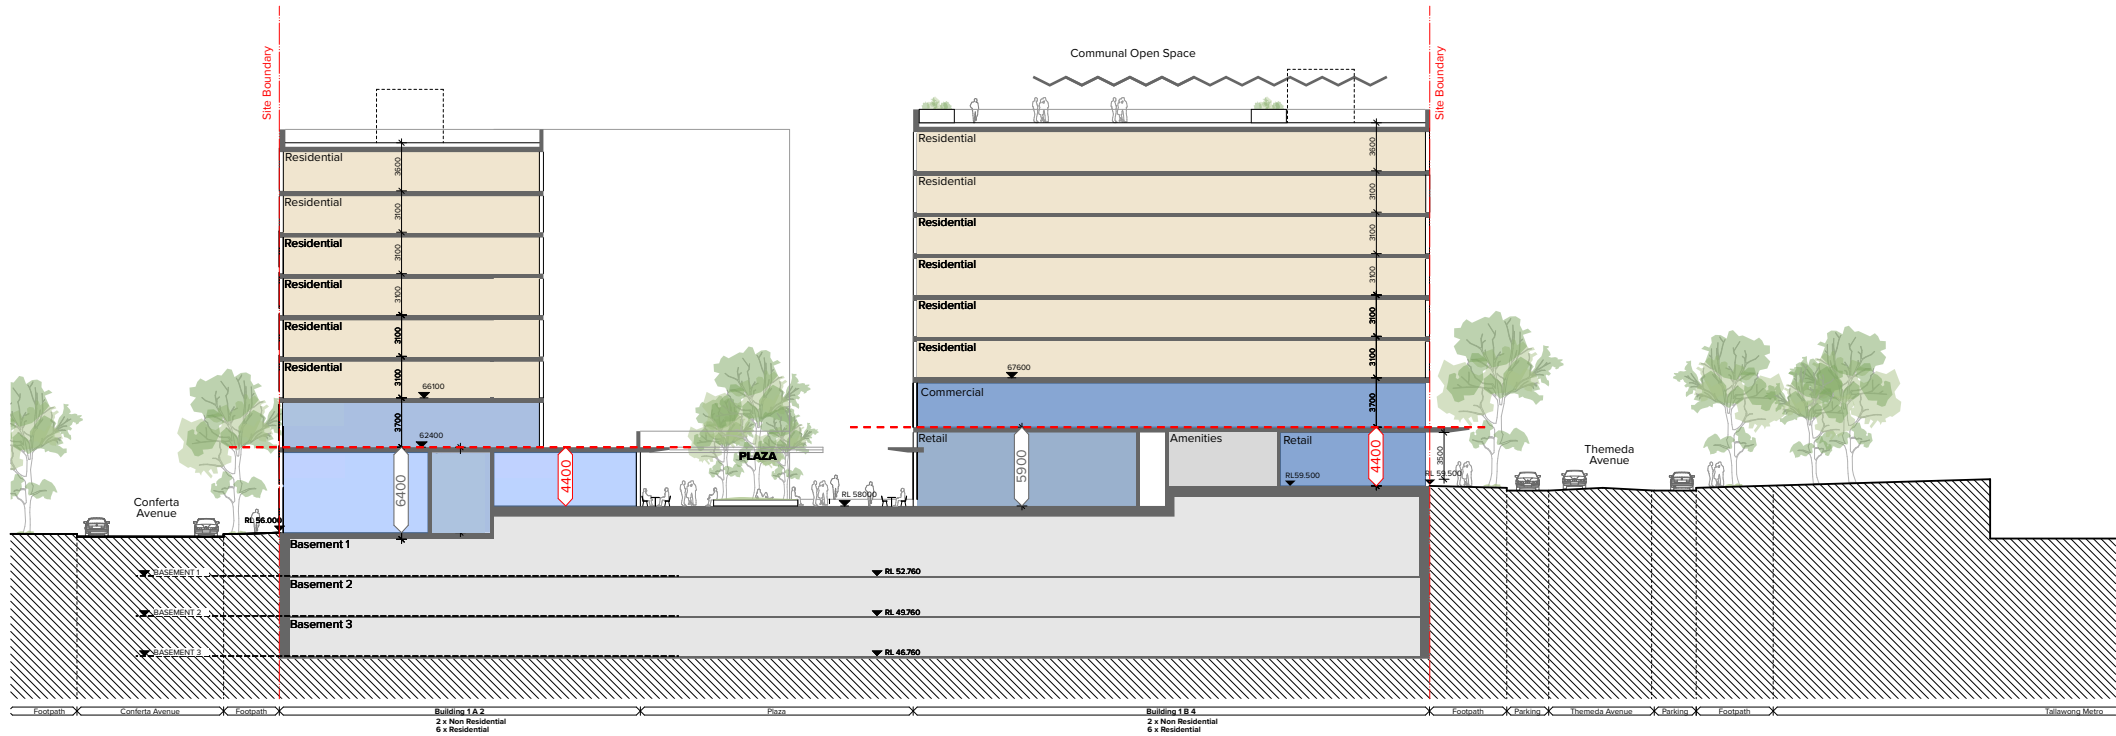 Communal Open Space
Site Boundary
Site Boundary
Residential
3600
Residential
3100
Residential
3100
Residential
3100
Residential
3100
Residential
3100
66100
3700
62400
6400
4400
Residential
3600
Residential
3100
Residential
3100
Residential
3100
Residential
3100
Residential
3100
67600
Commercial
3700
Retail
5900
Amenities
Retail
4400
3500
RL59.500
RL 59.500
PLAZA
RL 58000
Conferta
Avenue
RL 56.000
Themeda
Avenue
Basement 1
BASEMENT 1
RL 52.760
Basement 2
BASEMENT 2
RL 49.760
Basement 3
BASEMENT 3
RL 46.760
Footpath
Conferta Avenue
Footpath
Building 1 A 2
Plaza
Building 1 B 4
Footpath
Parking
Themeda Avenue
Parking
Footpath
Tallawong Metro
2 x Non Residential
6 x Residential
2 x Non Residential
6 x Residential